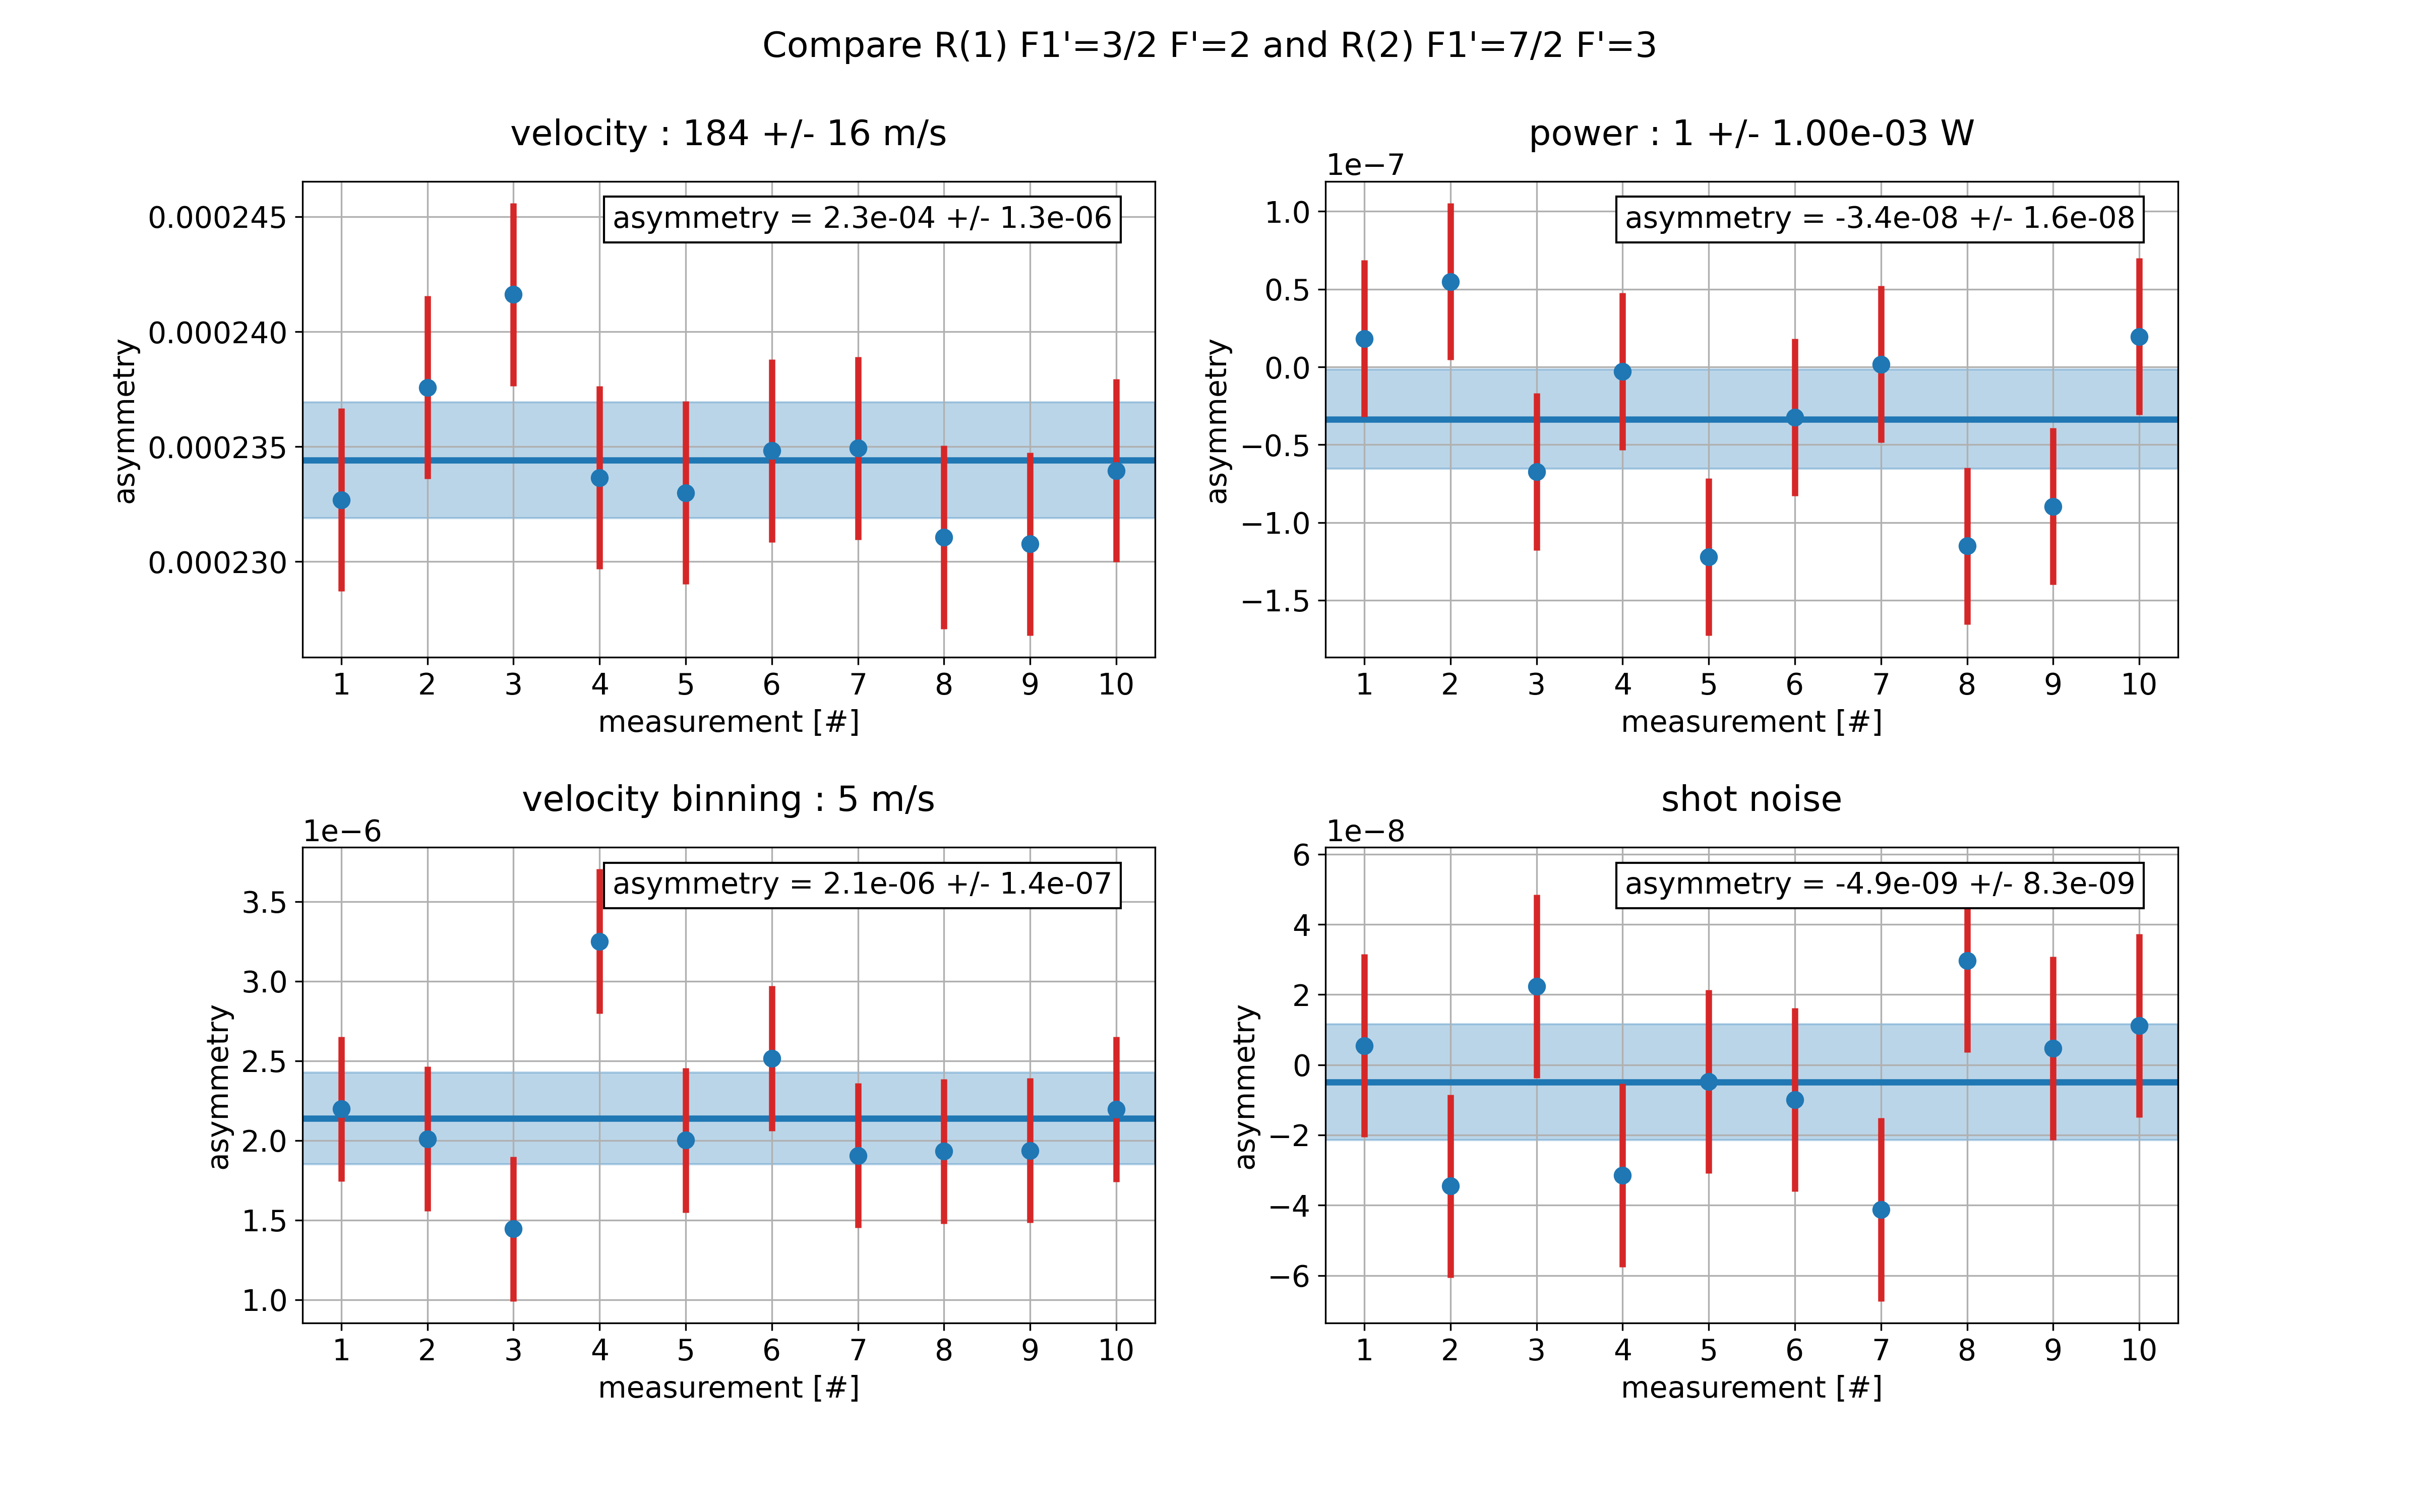 Compare R(1) F1'=3/2 F'=2 and R(2) F1'=7/2 F'=3
velocity : 184 +/- 16 m/s
asymmetry = 2.3e-04 +/- 1.3e-06
0.000245
0.000240
0.000235
0.000230
asymmetry
1 2 3 4 5 6 7 8 9 10
measurement [#]
power : 1 +/- 1.00e-03 W
1e−7
asymmetry = -3.4e-08 +/- 1.6e-08
1.0
0.5
0.0
−0.5
−1.0
−1.5
asymmetry
1 2 3 4 5 6 7 8 9 10
measurement [#]
velocity binning : 5 m/s
1e−6
asymmetry = 2.1e-06 +/- 1.4e-07
3.5
3.0
2.5
2.0
1.5
1.0
asymmetry
1 2 3 4 5 6 7 8 9 10
measurement [#]
shot noise
1e−8
asymmetry = -4.9e-09 +/- 8.3e-09
6
4
2
0
−2
−4
−6
asymmetry
1 2 3 4 5 6 7 8 9 10
measurement [#]